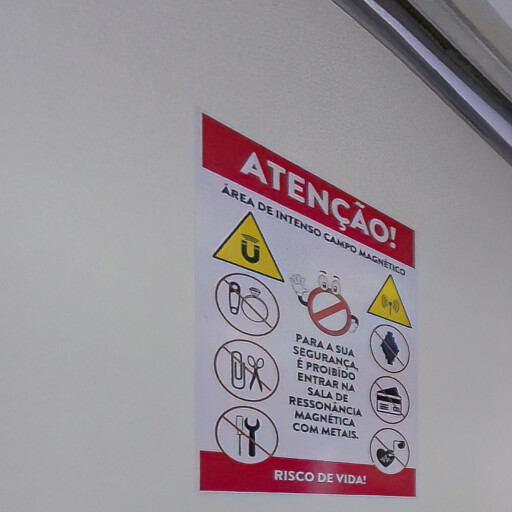 ATENÇÃO!
ÁREA DE INTENSO CAMPO MAGNÉTICO
PARA A SUA
SEGURANÇA,
É PROIBÍDO
ENTRAR NA
SALA DE
RESSONÂNCIA
MAGNÉTICA
COM METAIS.
RISCO DE VIDA!